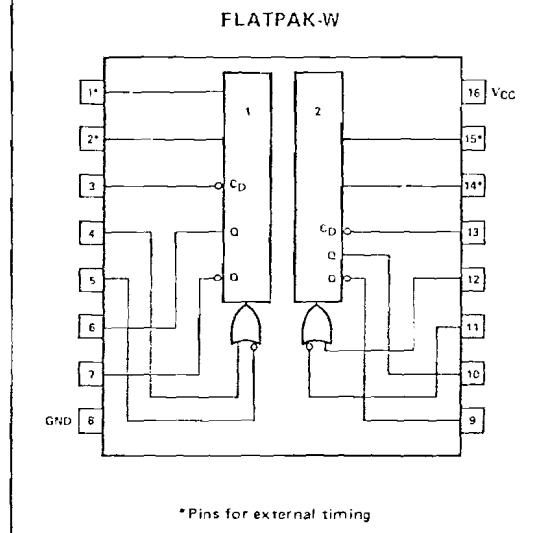 FLATPAK-W
1* 1 2 16 VCC
2* 15*
3 CD 14*
4 Q CD 13
5 Q Q 12
6 Q 11
7 10
GND 8 9
*Pins for external timing